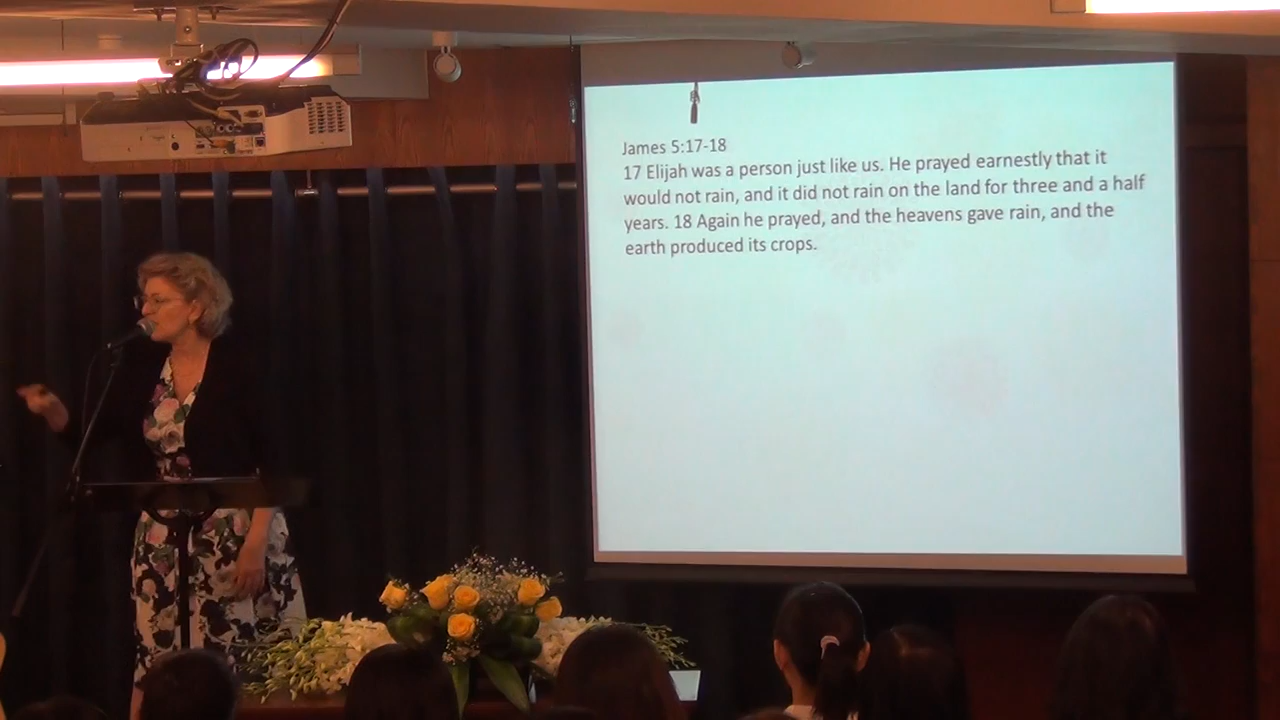 James 5:17-18
17 Elijah was a person just like us. He prayed earnestly that it
would not rain, and it did not rain on the land for three and a half
years. 18 Again he prayed, and the heavens gave rain, and the
earth produced its crops.